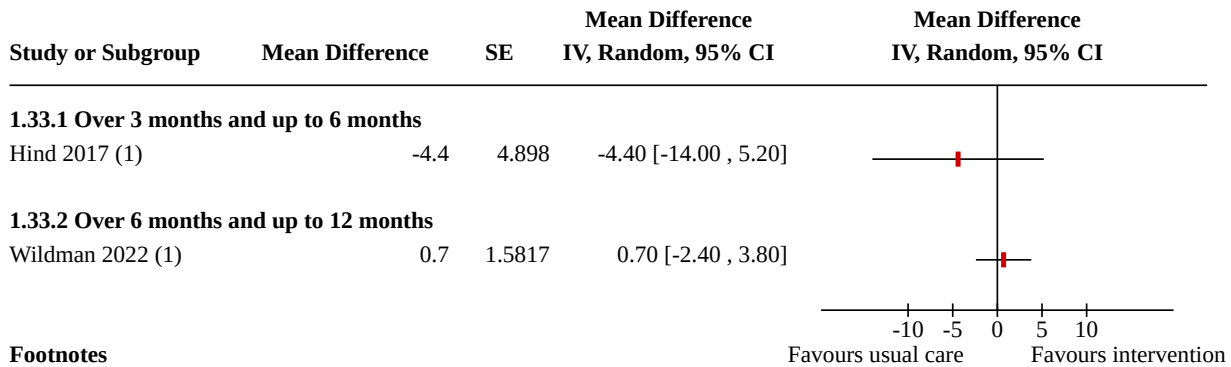 Mean Difference Mean Difference
Study or Subgroup Mean Difference SE IV, Random, 95% CI IV, Random, 95% CI
1.33.1 Over 3 months and up to 6 months
Hind 2017 (1) -4.4 4.898 -4.40 [-14.00 , 5.20]
1.33.2 Over 6 months and up to 12 months
Wildman 2022 (1) 0.7 1.5817 0.70 [-2.40 , 3.80]
-10 -5 0 5 10
Footnotes Favours usual care Favours intervention